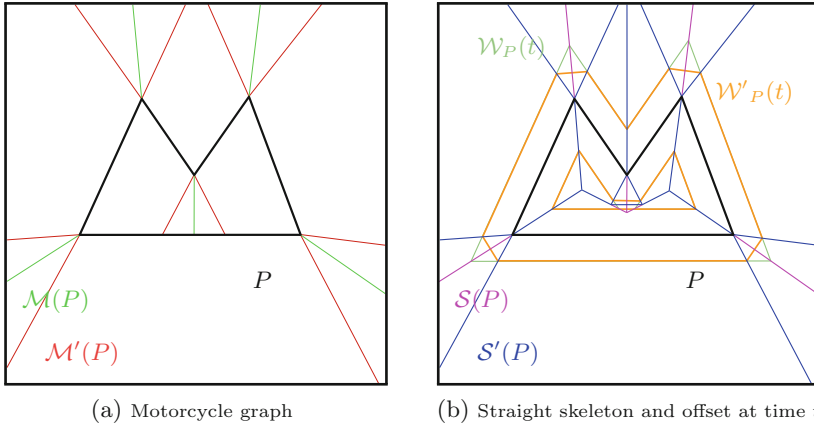 𝒲_P(t)
𝒲'_P(t)
P
P
ℳ(P)
𝒮(P)
ℳ'(P)
𝒮'(P)
(a) Motorcycle graph
(b) Straight skeleton and offset at time